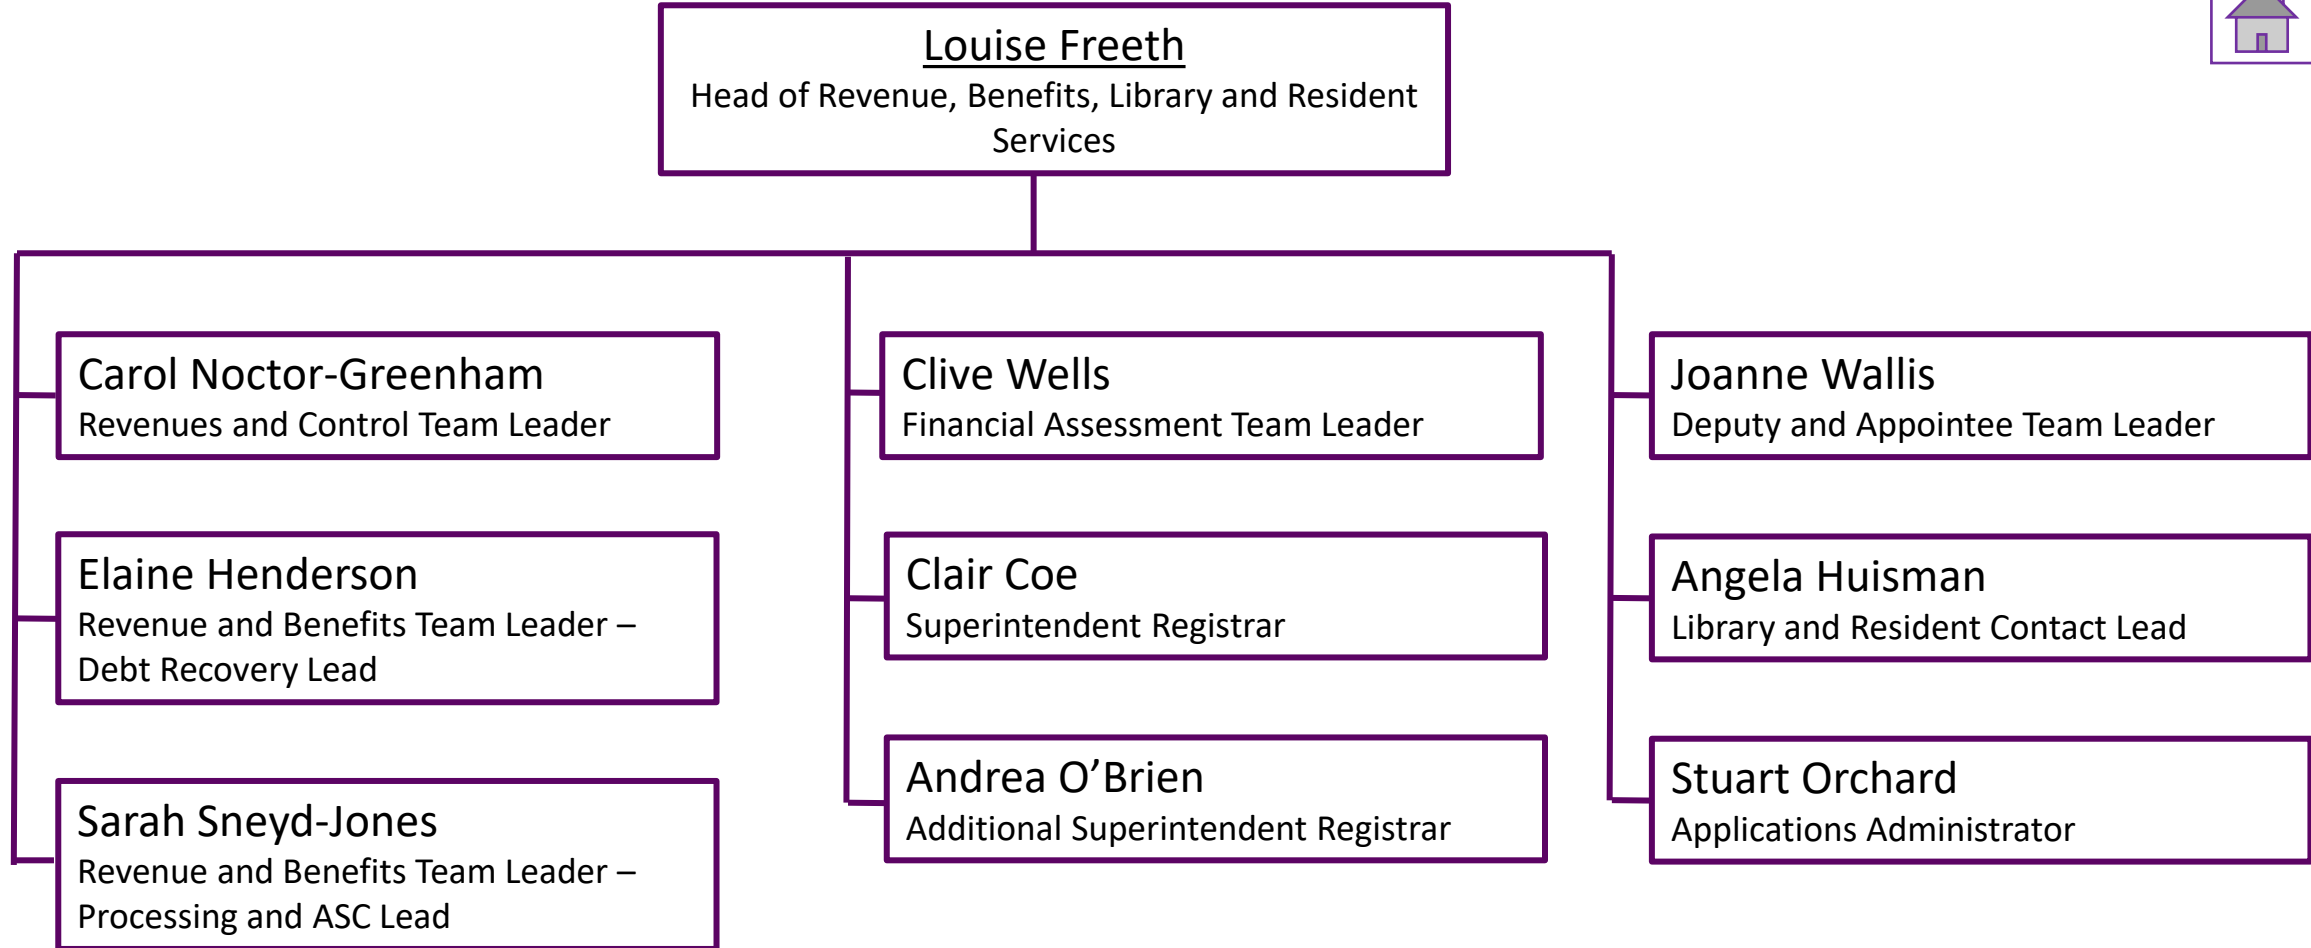 Louise Freeth
Head of Revenue, Benefits, Library and Resident
Services
Carol Noctor-Greenham
Revenues and Control Team Leader
Elaine Henderson
Revenue and Benefits Team Leader –
Debt Recovery Lead
Sarah Sneyd-Jones
Revenue and Benefits Team Leader –
Processing and ASC Lead
Clive Wells
Financial Assessment Team Leader
Clair Coe
Superintendent Registrar
Andrea O’Brien
Additional Superintendent Registrar
Joanne Wallis
Deputy and Appointee Team Leader
Angela Huisman
Library and Resident Contact Lead
Stuart Orchard
Applications Administrator